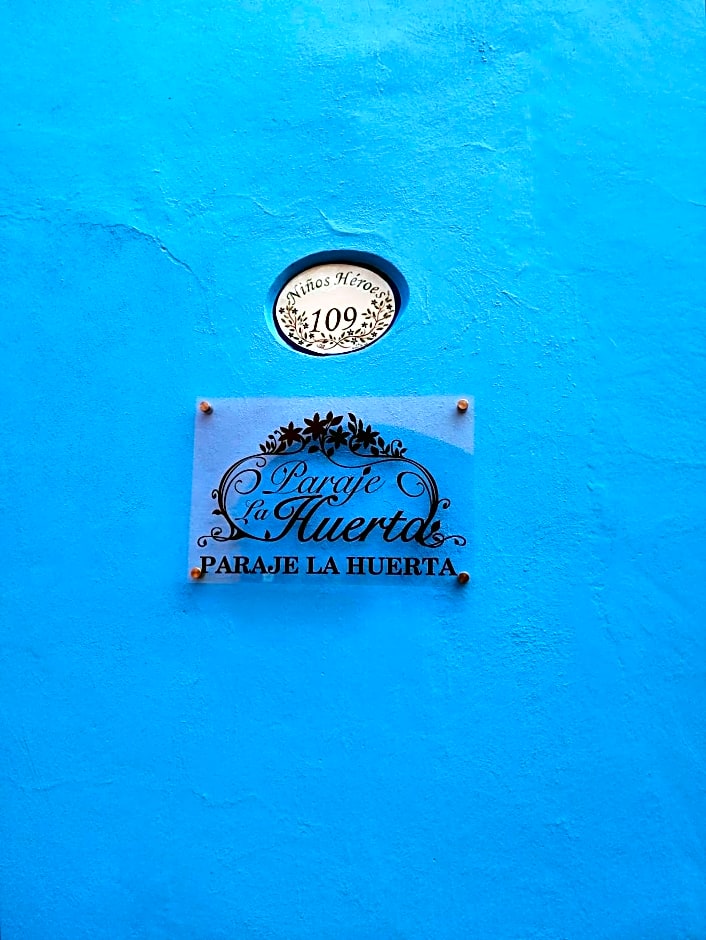 Niños Héroes
109
Paraje
La Huerta
PARAJE LA HUERTA